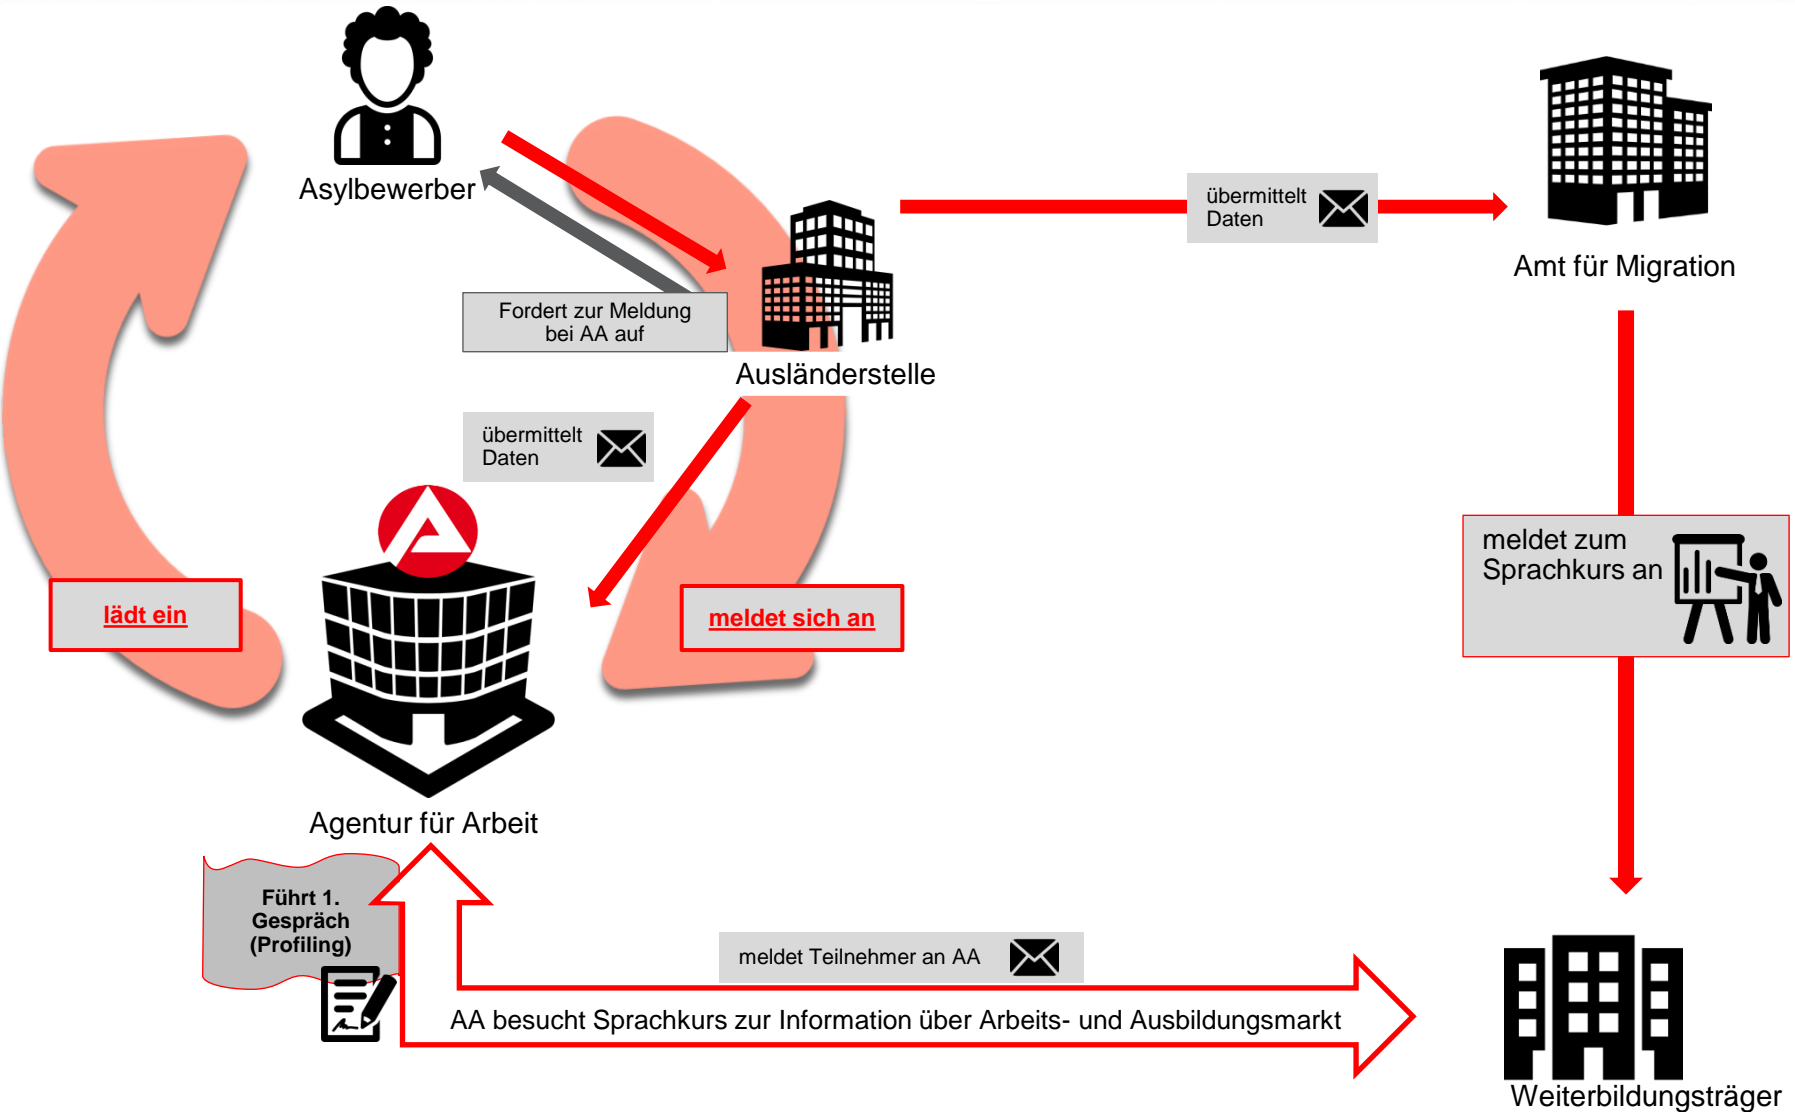 Asylbewerber
übermittelt
Daten
Amt für Migration
Fordert zur Meldung
bei AA auf
Ausländerstelle
übermittelt
Daten
meldet zum
Sprachkurs an
lädt ein
meldet sich an
Agentur für Arbeit
Führt 1.
Gespräch
(Profiling)
meldet Teilnehmer an AA
AA besucht Sprachkurs zur Information über Arbeits- und Ausbildungsmarkt
Weiterbildungsträger